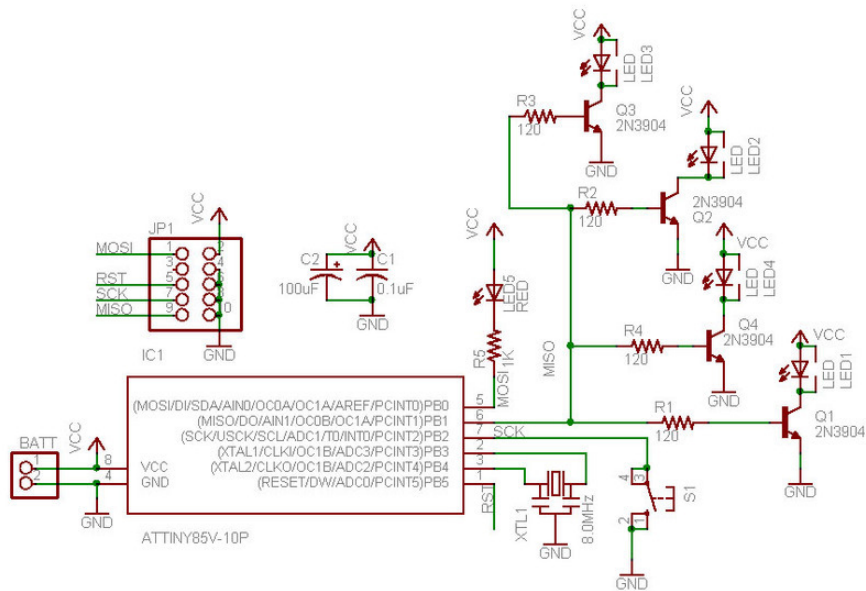 VCC
LED
LED3
R3
120
Q3
2N3904
GND
VCC
LED
LED2
R2
120
2N3904
Q2
GND
JP1
VCC
MOSI
1
2
3
4
RST
5
6
SCK
7
8
MISO
9
0
GND
C2
100uF
VCC
C1
0.1uF
GND
VCC
LED5
RED
R5
1K
MOSI
MISO
VCC
LED
LED4
R4
120
Q4
2N3904
GND
VCC
LED
LED1
R1
120
Q1
2N3904
GND
IC1
(MOSI/DI/SDA/AIN0/OC0A/OC1A/AREF/PCINT0)PB0 5
(MISO/DO/AIN1/OC0B/OC1A/PCINT1)PB1 6
(SCK/USCK/SCL/ADC1/T0/INT0/PCINT2)PB2 7 SCK
(XTAL1/CLKI/OC1B/ADC3/PCINT3)PB3 2
(XTAL2/CLKO/OC1B/ADC2/PCINT4)PB4 3
(RESET/DW/ADC0/PCINT5)PB5 1
RST
BATT
1
2
VCC
GND
8 VCC
4 GND
ATTINY85V-10P
XTL1
8.0MHz
GND
4
3
S1
2
1
GND